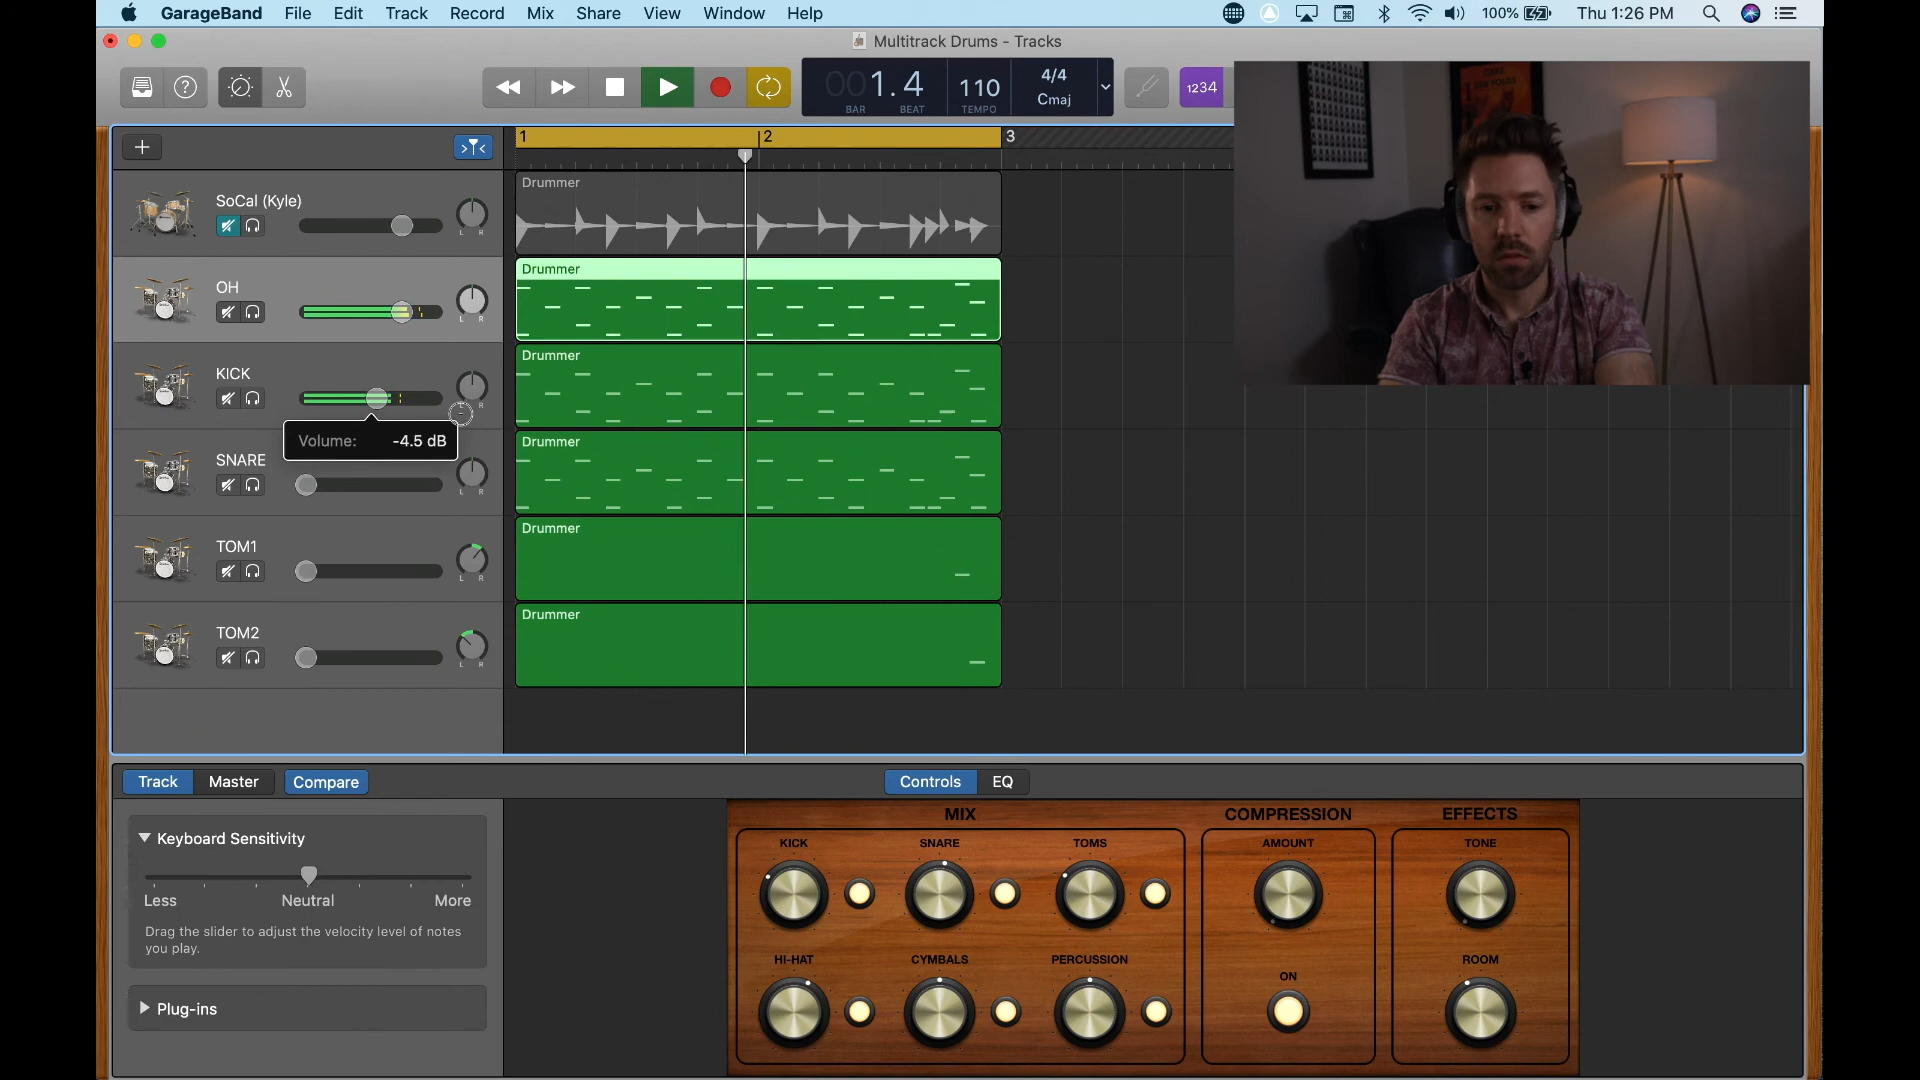 GarageBand File Edit Track Record Mix Share View Window Help 100% Thu 1:26 PM
Multitrack Drums - Tracks
001.4 110 4/4 Cmaj 1234
BAR BEAT TEMPO
1 2 3
SoCal (Kyle) Drummer
L R
OH Drummer
L R
KICK Drummer
L R
Volume: -4.5 dB
SNARE Drummer
L R
TOM1 Drummer
L R
TOM2 Drummer
L R
Track Master Compare Controls EQ
Keyboard Sensitivity
Less Neutral More
Drag the slider to adjust the velocity level of notes
you play.
Plug-ins
MIX COMPRESSION EFFECTS
KICK SNARE TOMS AMOUNT TONE
HI-HAT CYMBALS PERCUSSION ON ROOM